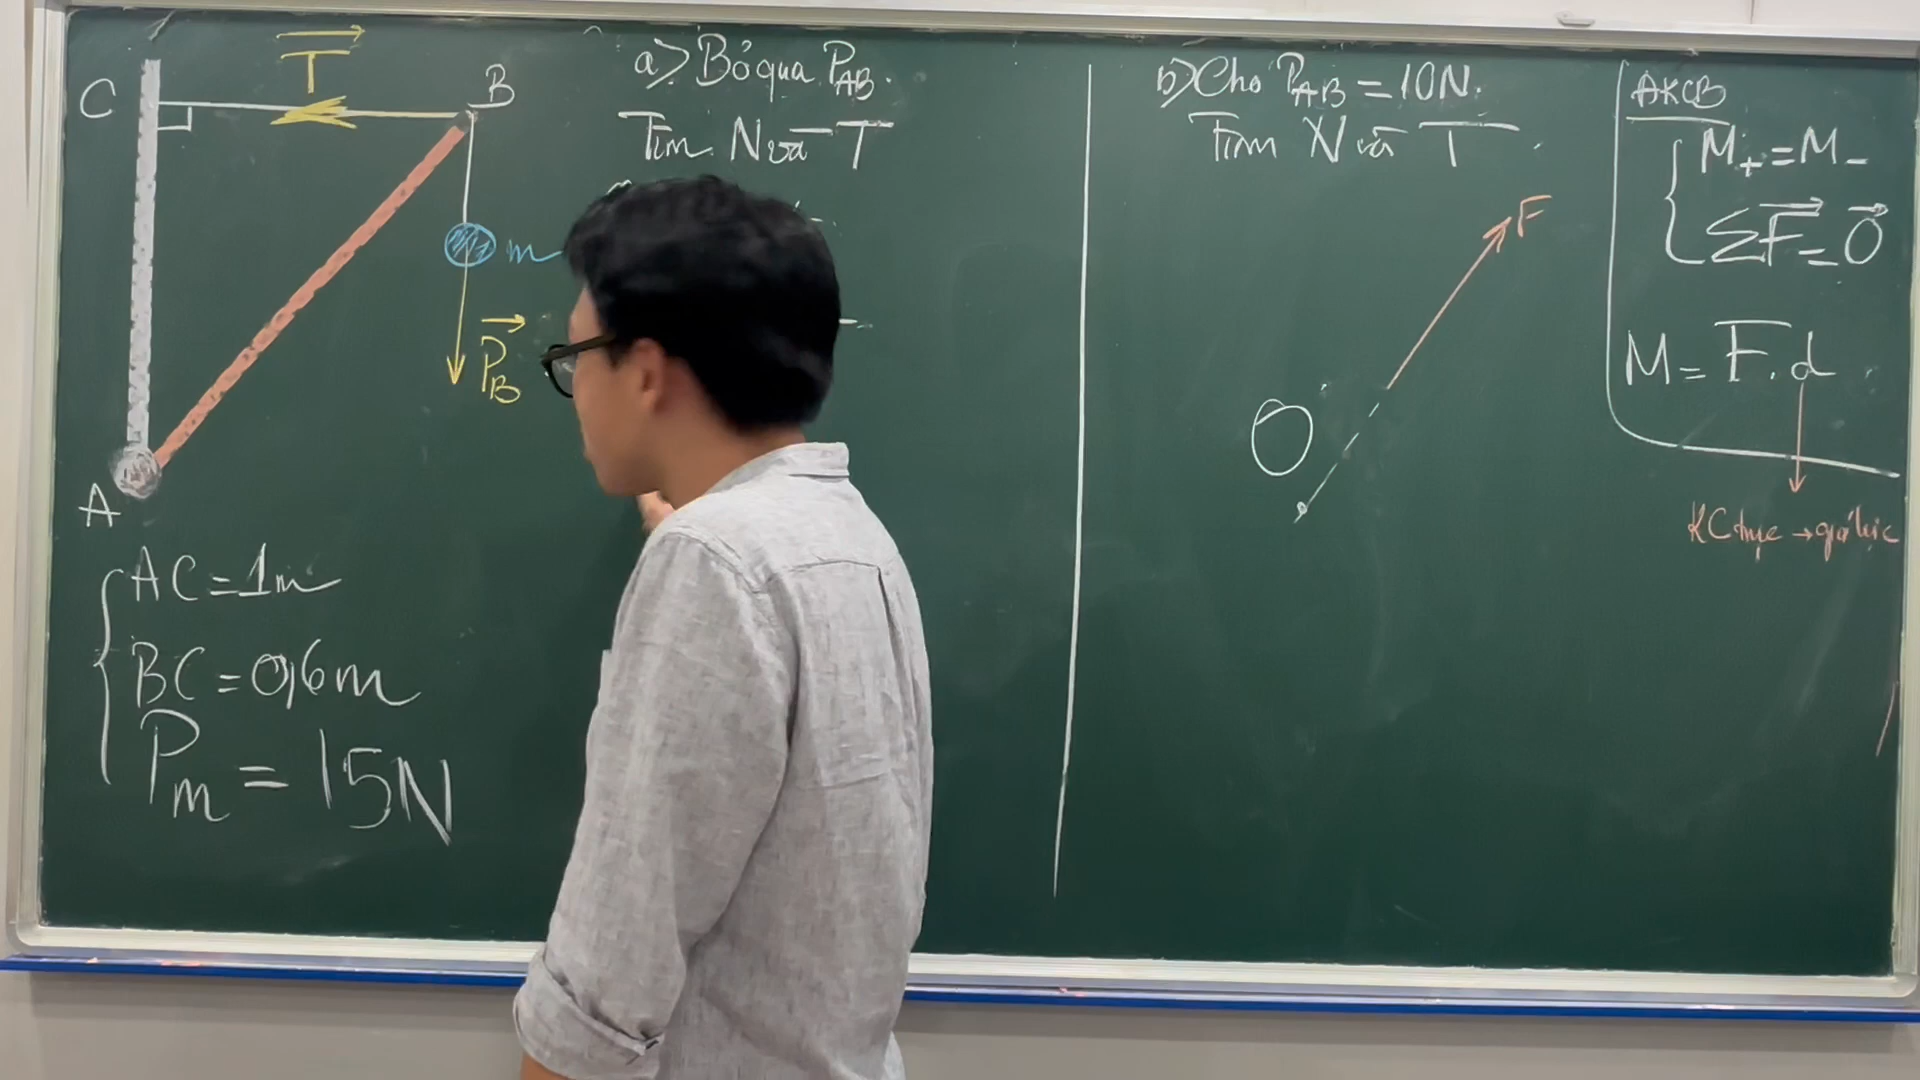 C
T
B
m
P_B
A
AC = 1m
BC = 0,6m
P_m = 15N
a) Bỏ qua P_AB.
Tìm N và T
b) Cho P_AB = 10N.
Tìm N và T
F
O
ĐKCB
M₊ = M₋
ΣF = 0
M = F.d
KC trục → giá lực